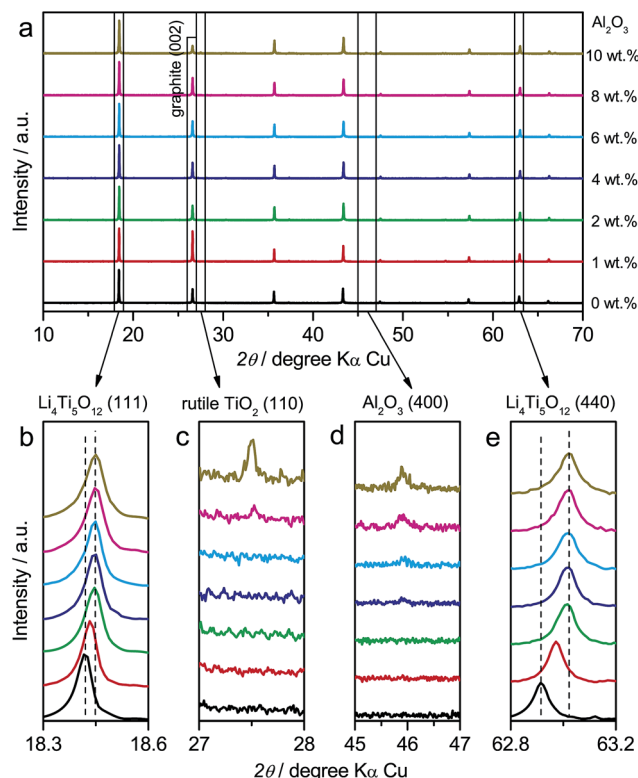 a
Al₂O₃
graphite (002)
10 wt.%
8 wt.%
6 wt.%
4 wt.%
2 wt.%
1 wt.%
0 wt.%
Intensity / a.u.
10 20 30 40 50 60 70
2θ / degree Kα Cu
Li₄Ti₅O₁₂ (111)
rutile TiO₂ (110)
Al₂O₃ (400)
Li₄Ti₅O₁₂ (440)
b c d e
Intensity / a.u.
18.3 18.6 27 28 45 46 47 62.8 63.2
2θ / degree Kα Cu